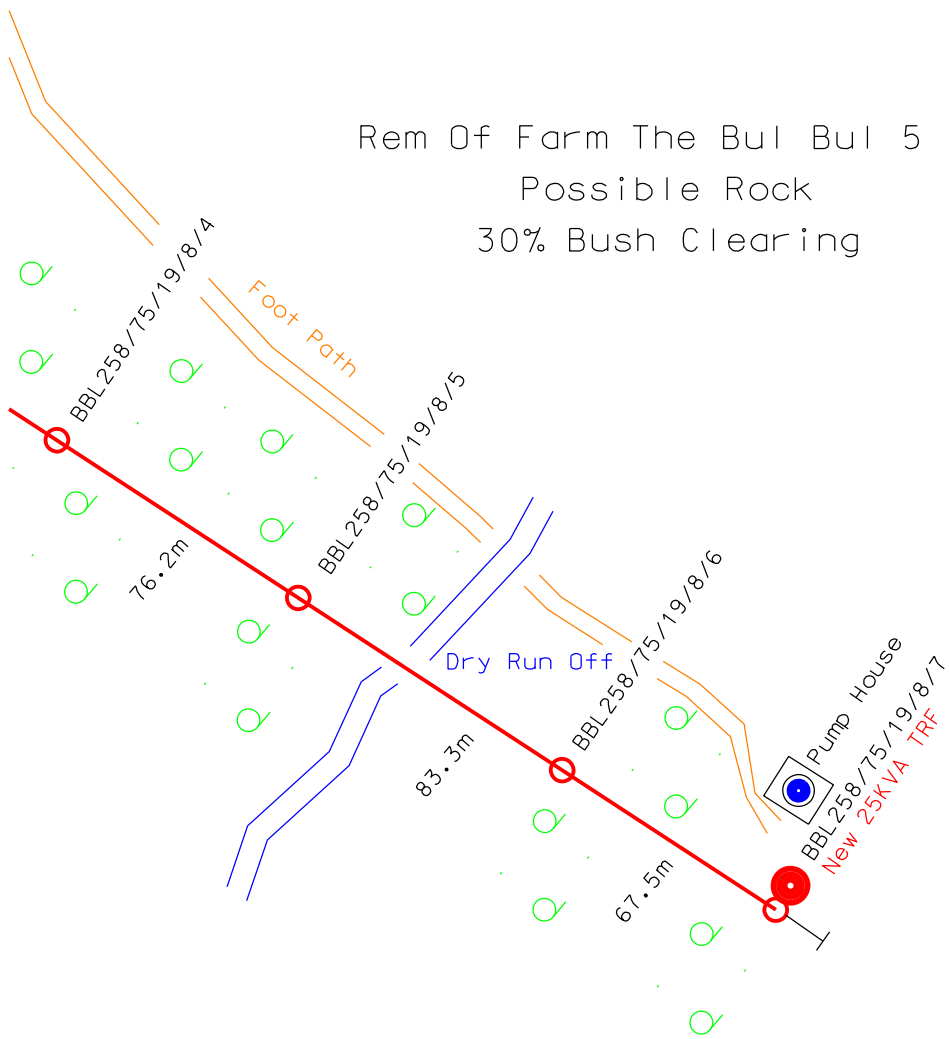 Rem Of Farm The Bul Bul 5
Possible Rock
30% Bush Clearing
BBL258/75/19/8/4
Foot Path
BBL258/75/19/8/5
76.2m
BBL258/75/19/8/6
Dry Run Off
83.3m
Pump House
BBL258/75/19/8/7
New 25KVA TRF
67.5m